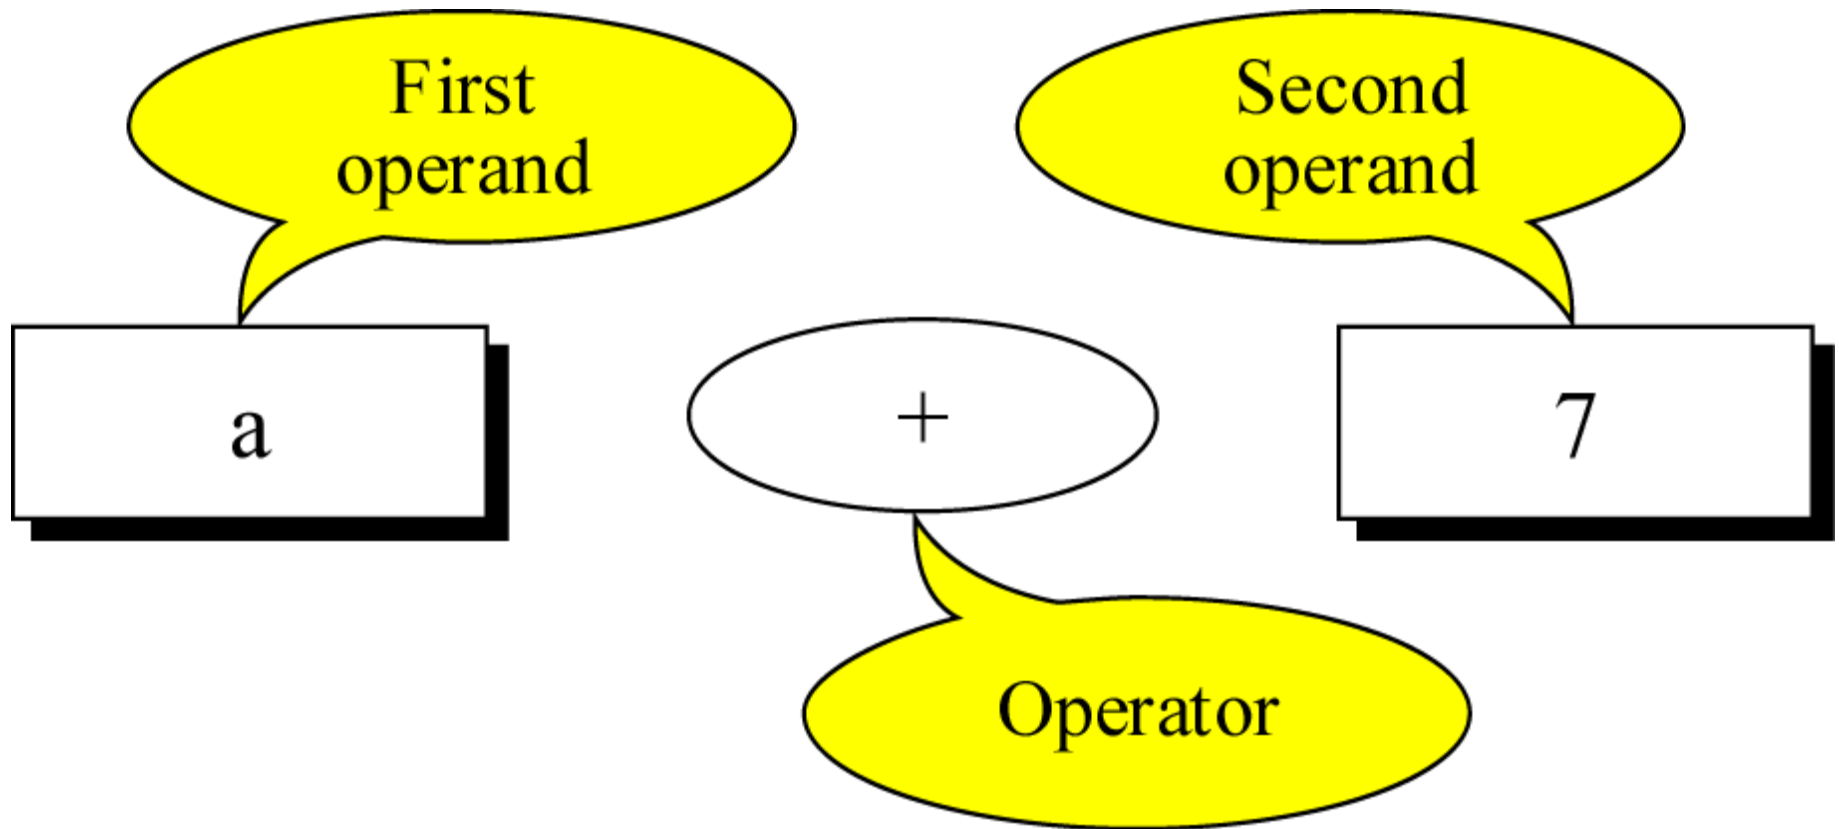 First
operand
Second
operand
a
+
7
Operator